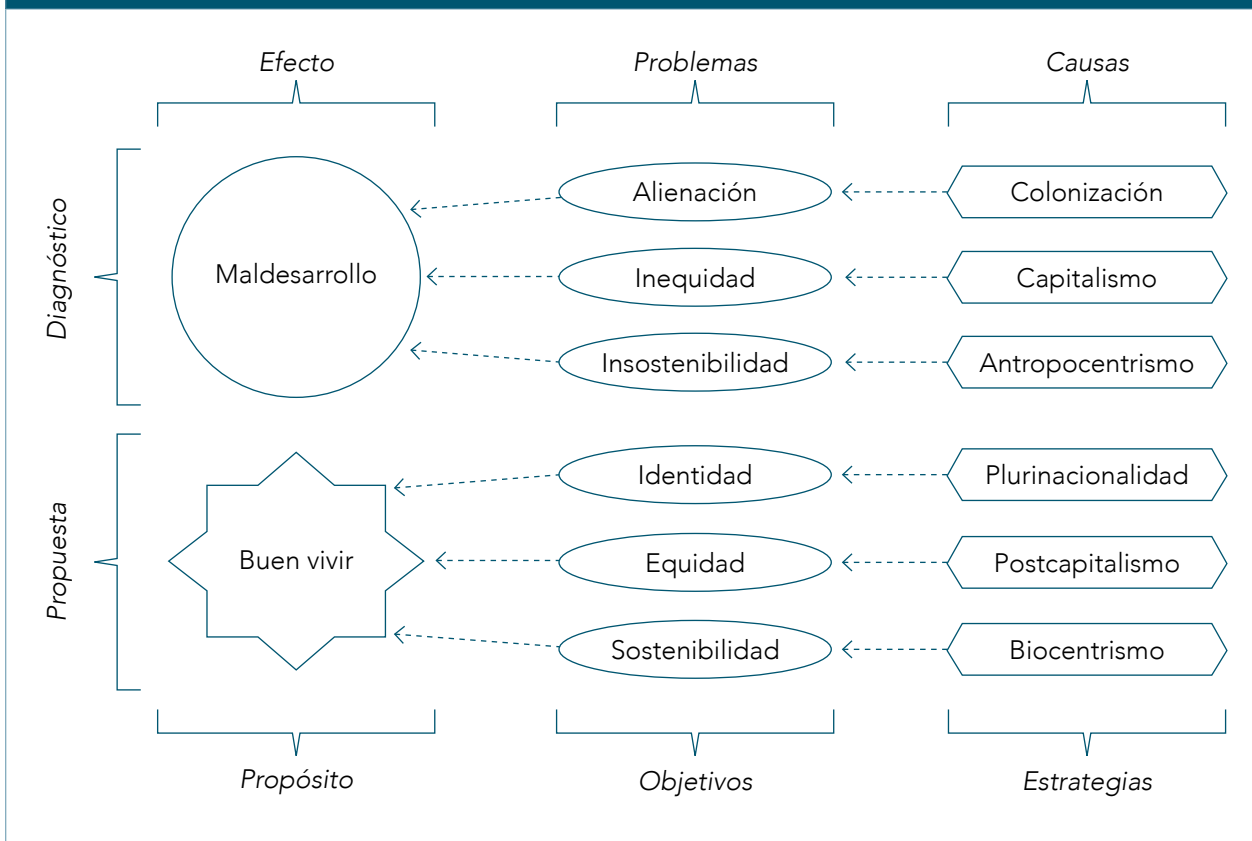 Efecto
Problemas
Causas
Diagnóstico
Maldesarrollo
Alienación
Colonización
Inequidad
Capitalismo
Insostenibilidad
Antropocentrismo
Propuesta
Buen vivir
Identidad
Plurinacionalidad
Equidad
Postcapitalismo
Sostenibilidad
Biocentrismo
Propósito
Objetivos
Estrategias